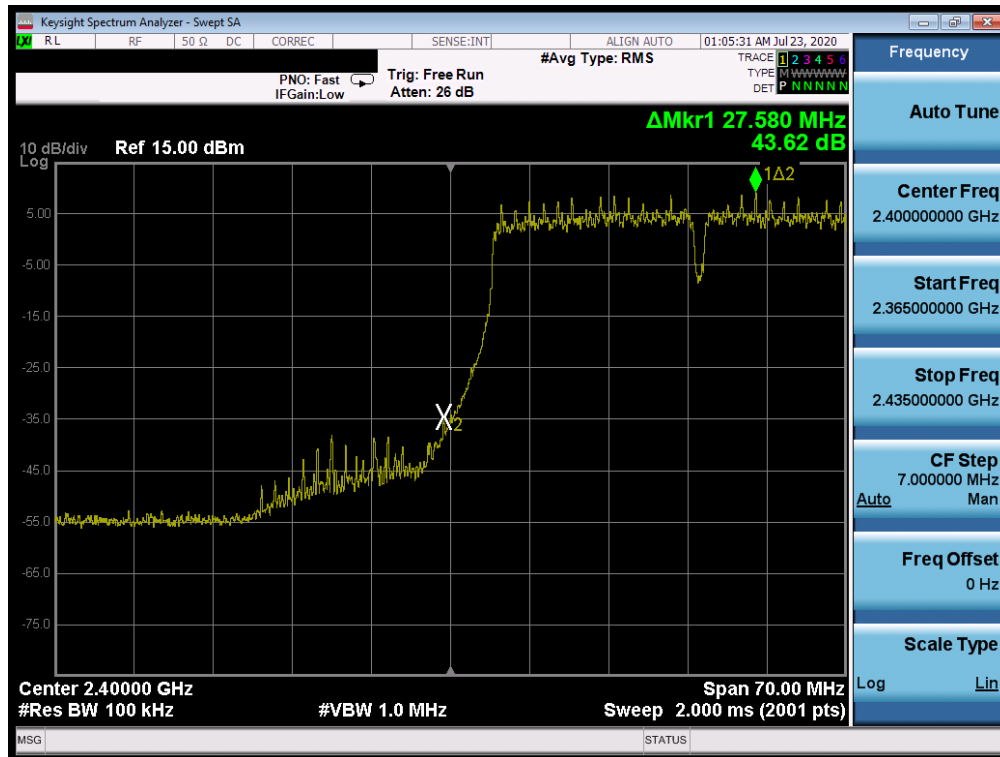 Keysight Spectrum Analyzer - Swept SA
LXI RL RF 50 Ω DC CORREC SENSE:INT ALIGN AUTO 01:05:31 AM Jul 23, 2020
PNO: Fast
IFGain:Low
Trig: Free Run
Atten: 26 dB
#Avg Type: RMS
TRACE 1 2 3 4 5 6
TYPE M WWWWW
DET P N N N N N
ΔMkr1 27.580 MHz
43.62 dB
10 dB/div Ref 15.00 dBm
Log
1Δ2
5.00
-5.00
-15.0
-25.0
-35.0
2
-45.0
-55.0
-65.0
-75.0
Center 2.40000 GHz Span 70.00 MHz
#Res BW 100 kHz #VBW 1.0 MHz Sweep 2.000 ms (2001 pts)
MSG STATUS
Frequency
Auto Tune
Center Freq
2.400000000 GHz
Start Freq
2.365000000 GHz
Stop Freq
2.435000000 GHz
CF Step
7.000000 MHz
Auto Man
Freq Offset
0 Hz
Scale Type
Log Lin